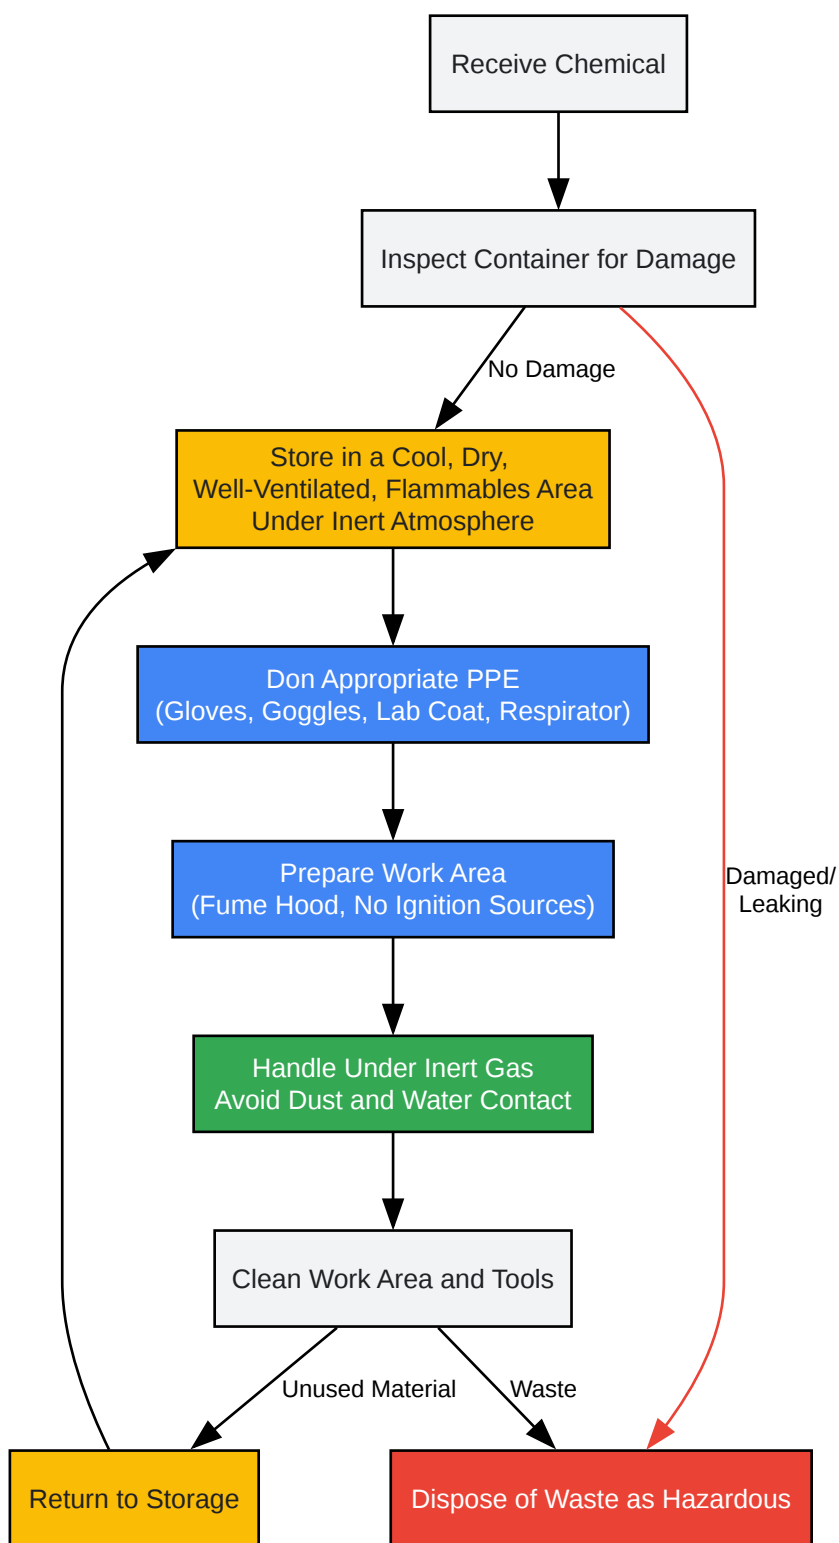 Receive Chemical
Inspect Container for Damage
No Damage
Store in a Cool, Dry,
Well-Ventilated, Flammables Area
Under Inert Atmosphere
Don Appropriate PPE
(Gloves, Goggles, Lab Coat, Respirator)
Prepare Work Area
(Fume Hood, No Ignition Sources)
Damaged/
Leaking
Handle Under Inert Gas
Avoid Dust and Water Contact
Clean Work Area and Tools
Unused Material
Waste
Return to Storage
Dispose of Waste as Hazardous